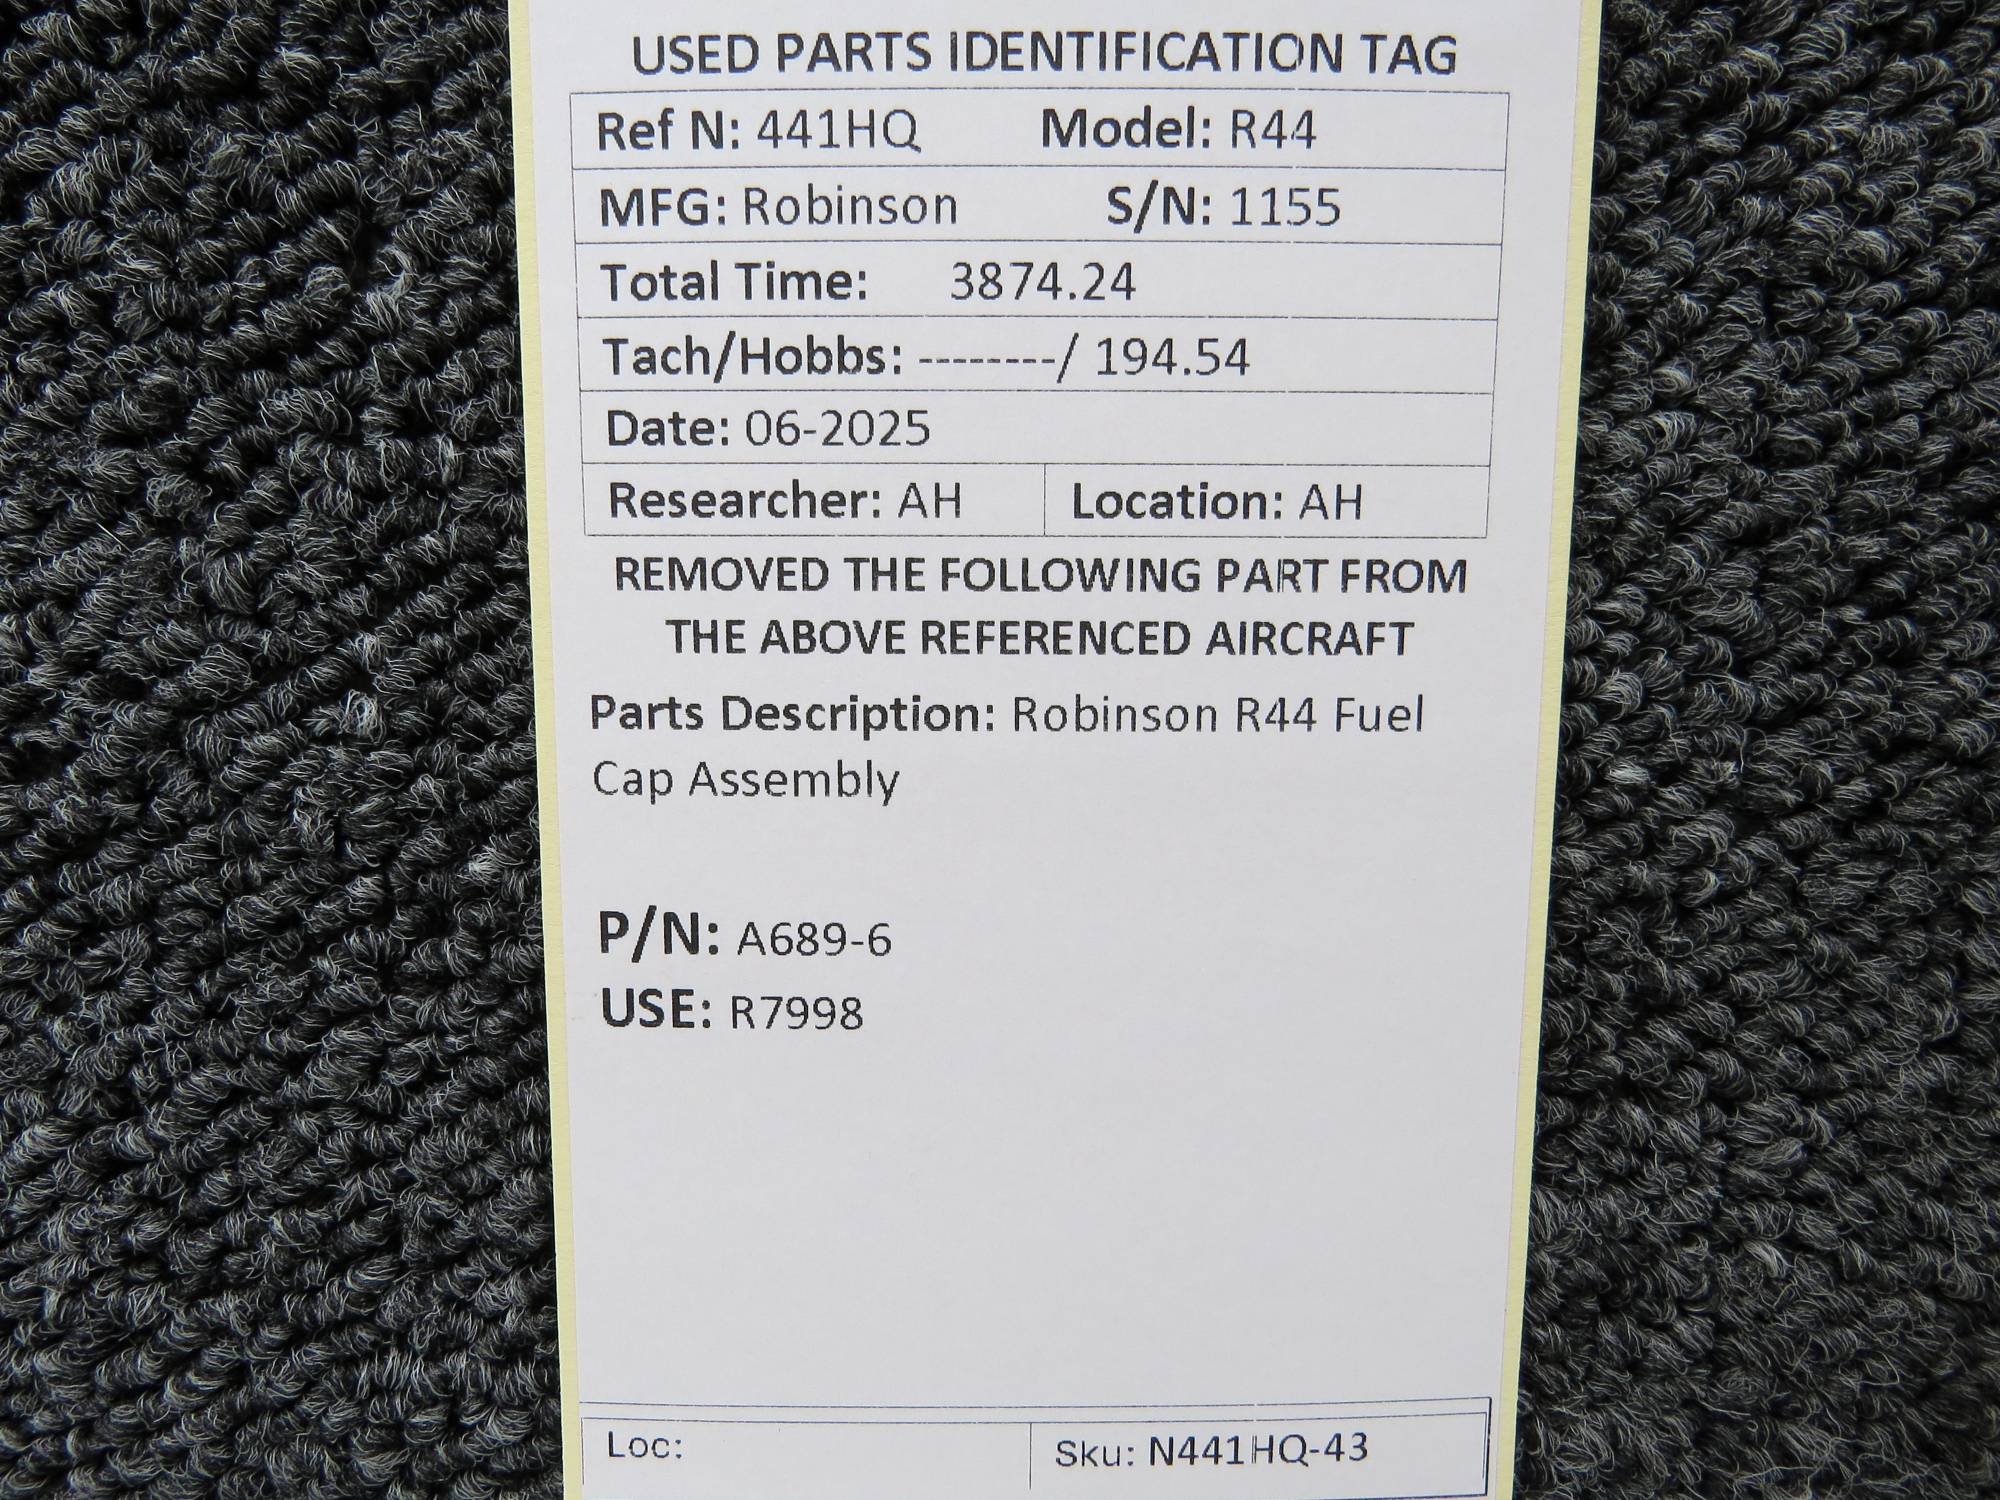 USED PARTS IDENTIFICATION TAG
Ref N: 441HQ Model: R44
MFG: Robinson S/N: 1155
Total Time: 3874.24
Tach/Hobbs: --------/ 194.54
Date: 06-2025
Researcher: AH Location: AH
REMOVED THE FOLLOWING PART FROM
THE ABOVE REFERENCED AIRCRAFT
Parts Description: Robinson R44 Fuel
Cap Assembly
P/N: A689-6
USE: R7998
Loc: Sku: N441HQ-43